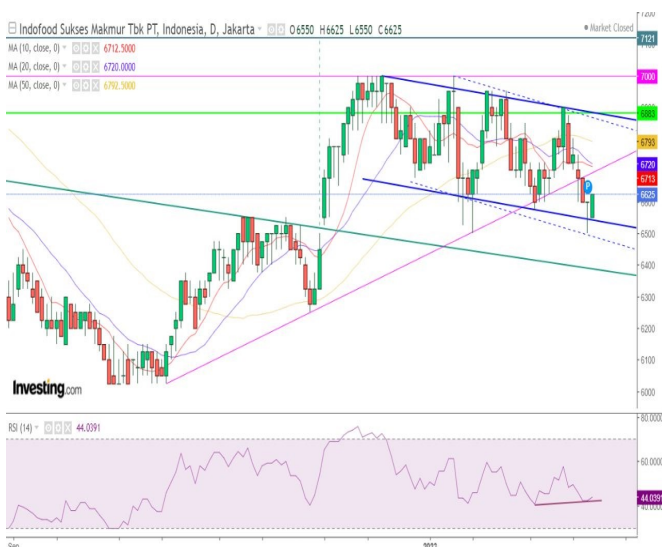 Indofood Sukses Makmur Tbk PT, Indonesia, D, Jakarta O6550 H6625 L6550 C6625
Market Closed
MA (10, close, 0) 6712.5000
MA (20, close, 0) 6720.0000
MA (50, close, 0) 6792.5000
7200
7121
7000
6883
6793
6720
6713
6625
6600
6500
6400
6300
6200
6100
6000
P
Investing.com
RSI (14) 44.0391
80.0000
60.0000
44.0391
40.0000
Sep
2022